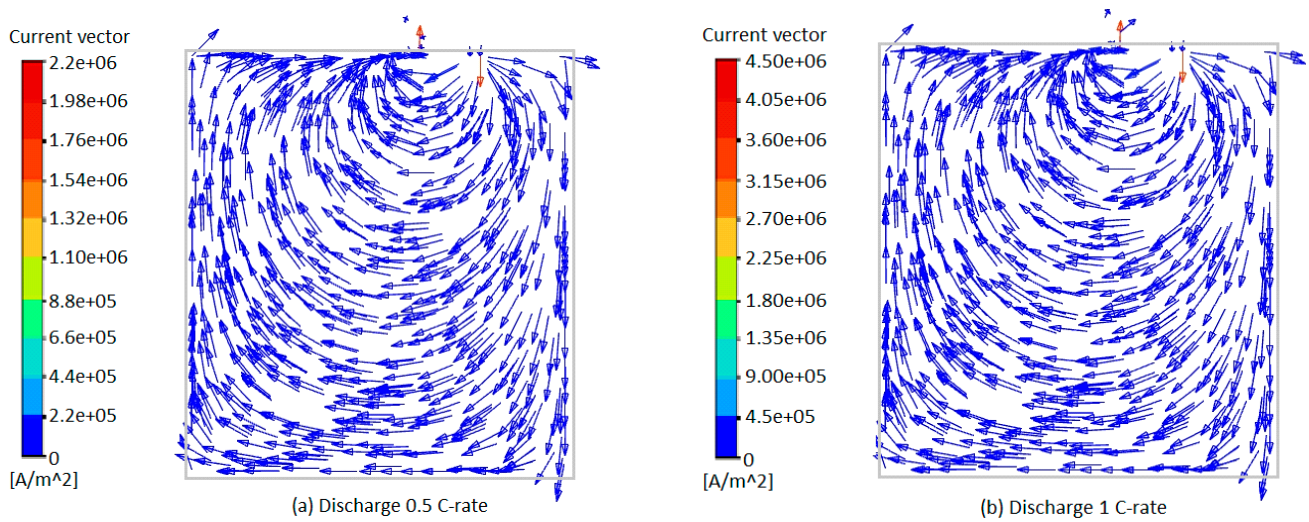 Current vector
2.2e+06
1.98e+06
1.76e+06
1.54e+06
1.32e+06
1.10e+06
8.8e+05
6.6e+05
4.4e+05
2.2e+05
0
[A/m^2]
(a) Discharge 0.5 C-rate
Current vector
4.50e+06
4.05e+06
3.60e+06
3.15e+06
2.70e+06
2.25e+06
1.80e+06
1.35e+06
9.00e+05
4.5e+05
0
[A/m^2]
(b) Discharge 1 C-rate